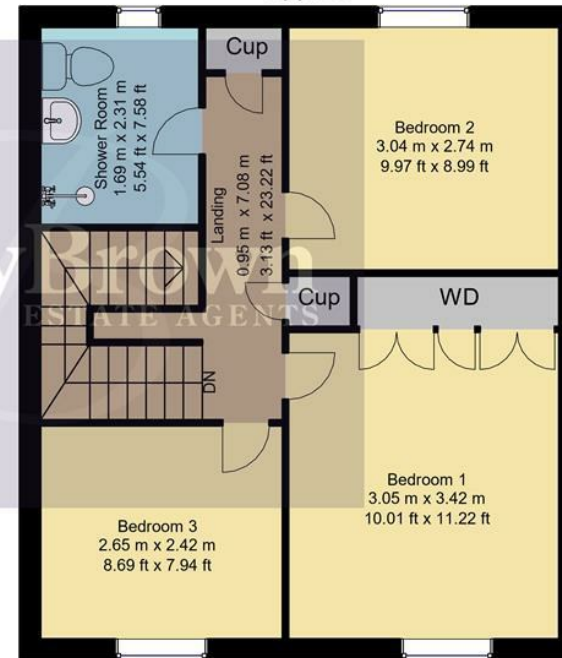 Cup
Shower Room
1.69 m x 2.31 m
5.54 ft x 7.58 ft
Bedroom 2
3.04 m x 2.74 m
9.97 ft x 8.99 ft
Landing
0.95 m x 7.08 m
3.13 ft x 23.22 ft
yBrown
ESTATE AGENTS
Cup
WD
DN
Bedroom 1
3.05 m x 3.42 m
10.01 ft x 11.22 ft
Bedroom 3
2.65 m x 2.42 m
8.69 ft x 7.94 ft